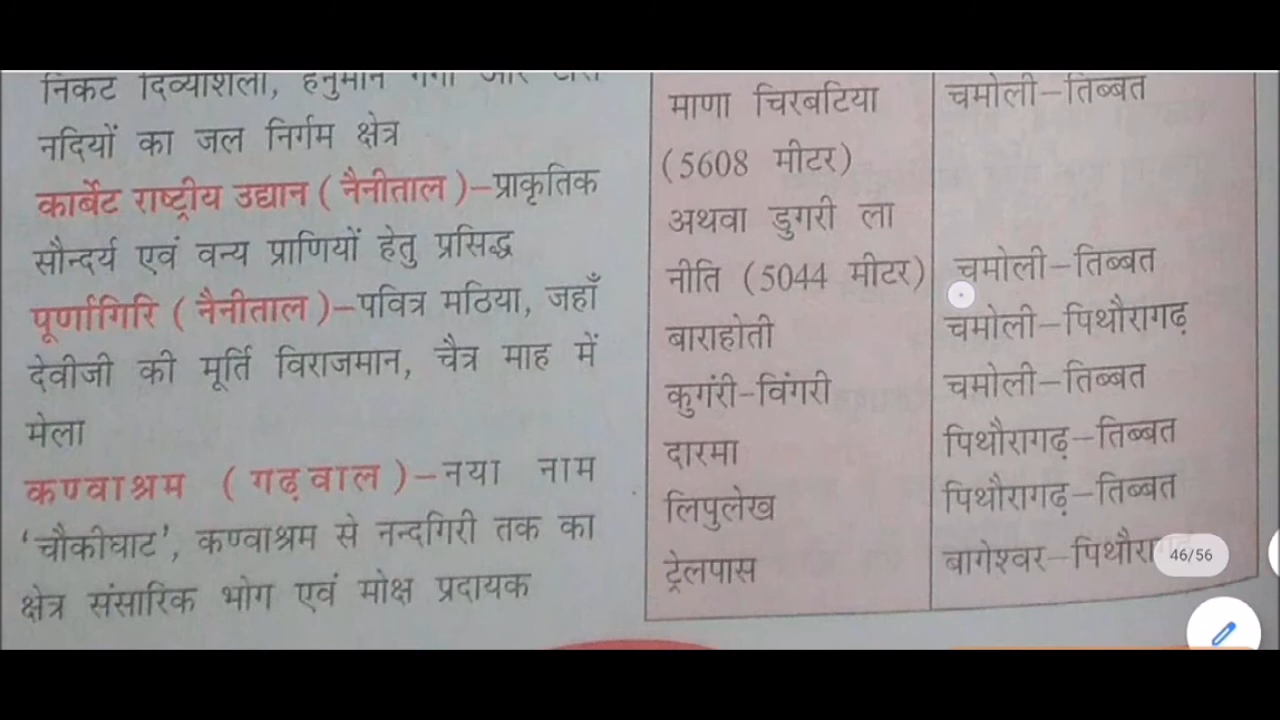 निकट दिव्यशिला, हनुमान गंगा और टोंस
नदियों का जल निर्गम क्षेत्र
कार्बेट राष्ट्रीय उद्यान ( नैनीताल )–प्राकृतिक
सौन्दर्य एवं वन्य प्राणियों हेतु प्रसिद्ध
पूर्णागिरि ( नैनीताल )–पवित्र मठिया, जहाँ
देवीजी की मूर्ति विराजमान, चैत्र माह में
मेला
कण्वाश्रम ( गढ़वाल )–नया नाम
‘चौकीघाट’, कण्वाश्रम से नन्दगिरी तक का
क्षेत्र संसारिक भोग एवं मोक्ष प्रदायक
माणा चिरबटिया चमोली–तिब्बत
(5608 मीटर)
अथवा डुगरी ला
नीति (5044 मीटर) चमोली–तिब्बत
बाराहोती चमोली–पिथौरागढ़
कुगंरी–विंगरी चमोली–तिब्बत
दारमा पिथौरागढ़–तिब्बत
लिपुलेख पिथौरागढ़–तिब्बत
ट्रेलपास बागेश्वर–पिथौरा
46/56